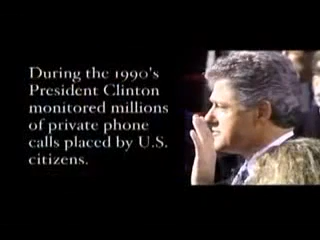 During the 1990's
President Clinton
monitored millions
of private phone
calls placed by U.S.
citizens.